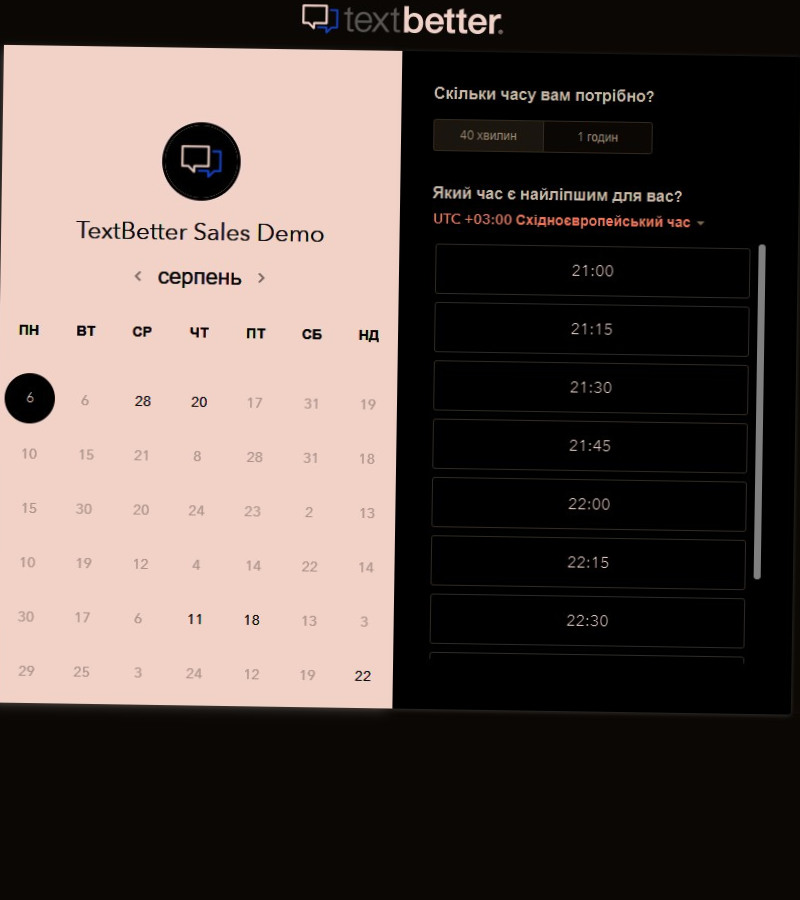 textbetter.
TextBetter Sales Demo
серпень
ПН ВТ СР ЧТ ПТ СБ НД
6 6 28 20 17 31 19
10 15 21 8 28 31 18
15 30 20 24 23 2 13
10 19 12 4 14 22 14
30 17 6 11 18 13 3
29 25 3 24 12 19 22
Скільки часу вам потрібно?
40 хвилин 1 годин
Який час є найліпшим для вас?
UTC +03:00 Східноєвропейський час
21:00
21:15
21:30
21:45
22:00
22:15
22:30